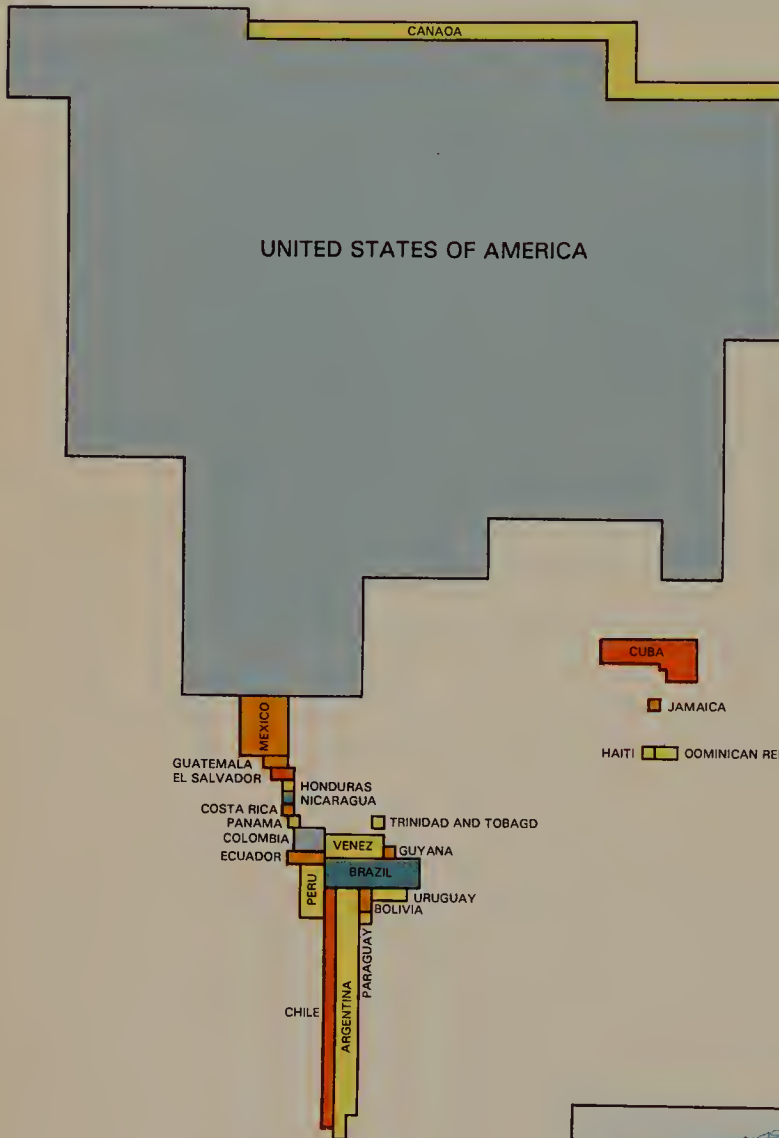 CANAOA
UNITED STATES OF AMERICA
CUBA
JAMAICA
MEXICO
HAITI
OOMINICAN RE
GUATEMALA
EL SALVADOR
HONDURAS
NICARAGUA
COSTA RICA
PANAMA
TRINIDAD AND TOBAGD
COLOMBIA
VENEZ
GUYANA
ECUADOR
BRAZIL
PERU
URUGUAY
BOLIVIA
PARAGUAY
CHILE
ARGENTINA